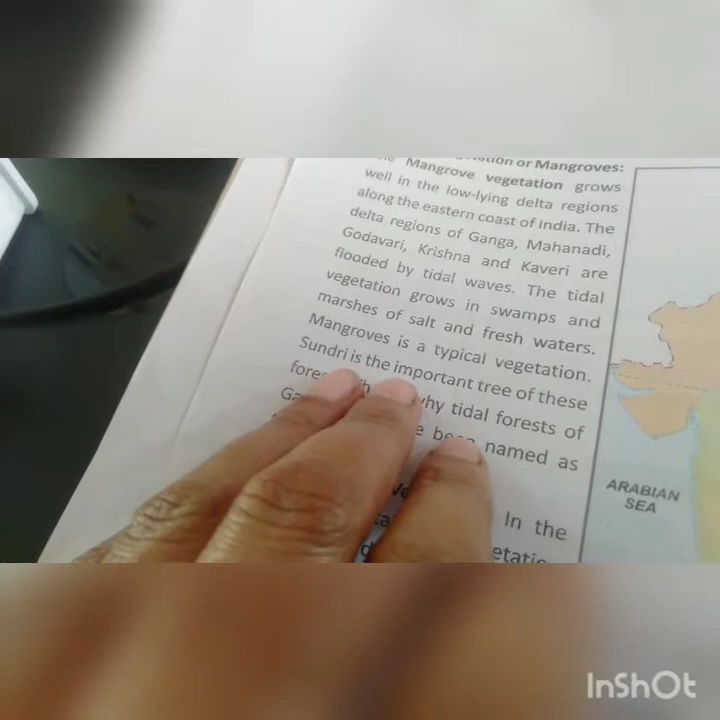 or Mangroves:
Mangrove vegetation grows
well in the low-lying delta regions
along the eastern coast of India. The
delta regions of Ganga, Mahanadi,
Godavari, Krishna and Kaveri are
flooded by tidal waves. The tidal
vegetation grows in swamps and
marshes of salt and fresh waters.
Mangroves is a typical vegetation.
Sundri is the important tree of these
why tidal forests of
named as
In the
ARABIAN
SEA
InShOt